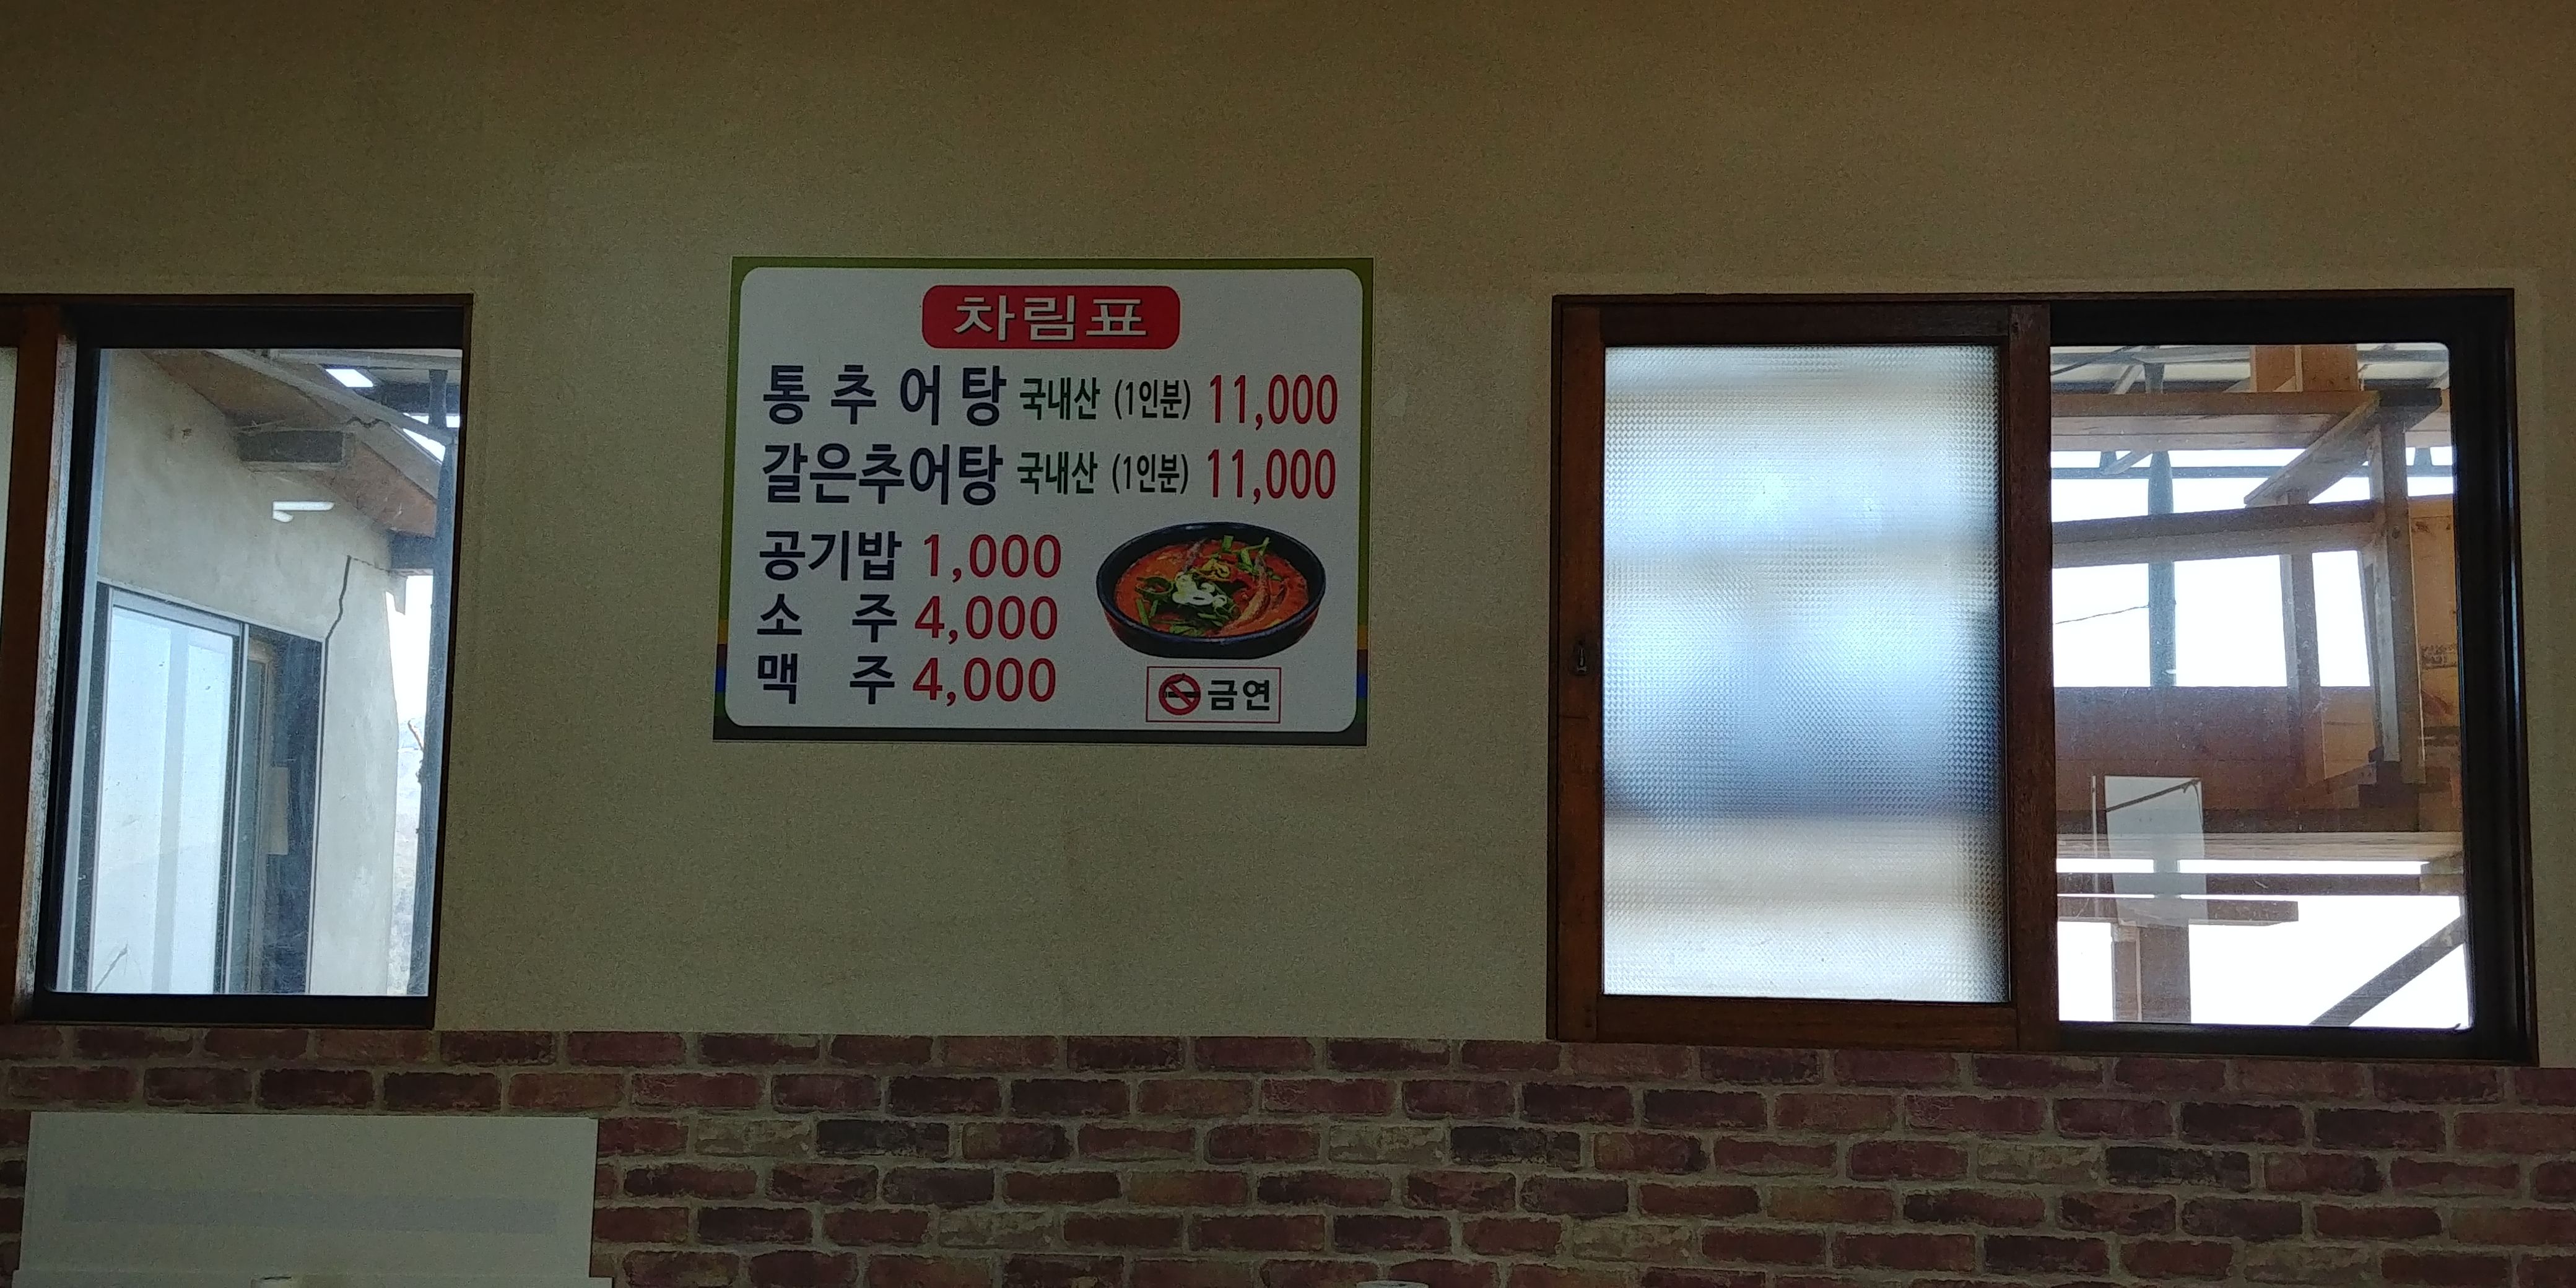 차림표
통 추 어 탕 국내산 (1인분) 11,000
갈은추어탕 국내산 (1인분) 11,000
공기밥 1,000
소 주 4,000
맥 주 4,000
금연